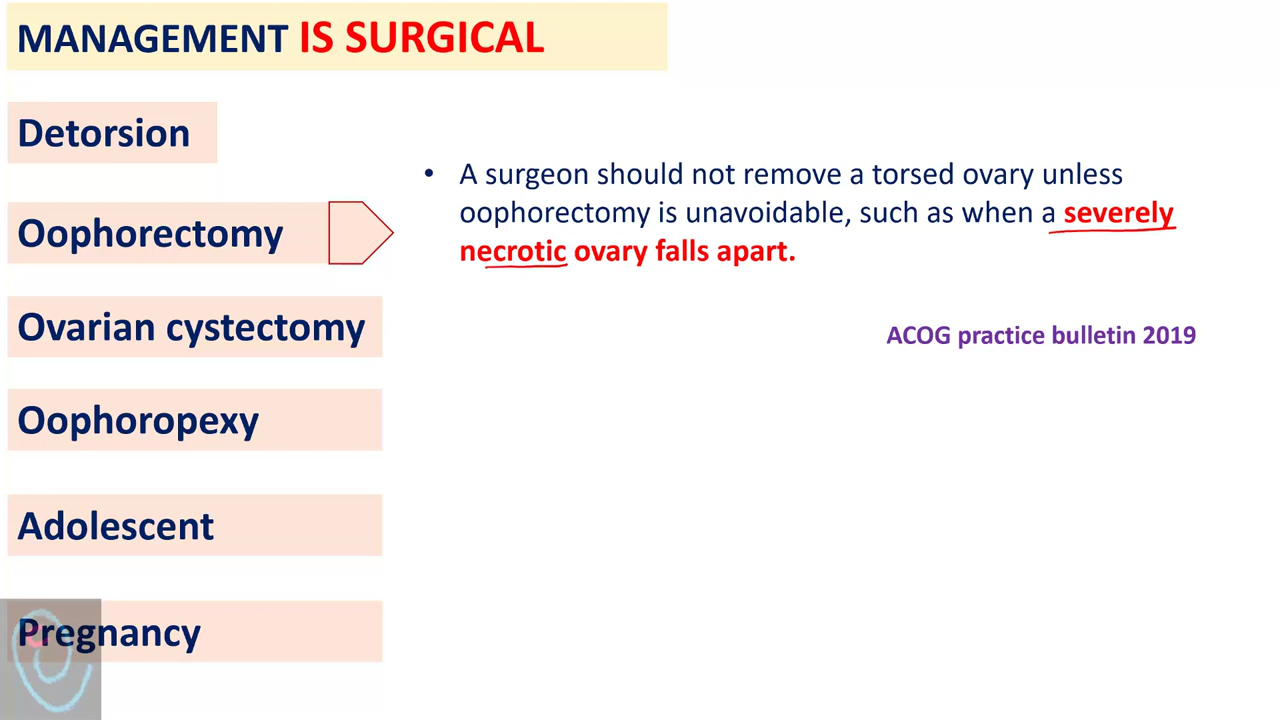 MANAGEMENT IS SURGICAL
Detorsion
Oophorectomy
Ovarian cystectomy
Oophoropexy
Adolescent
Pregnancy
• A surgeon should not remove a torsed ovary unless
oophorectomy is unavoidable, such as when a severely
necrotic ovary falls apart.
ACOG practice bulletin 2019